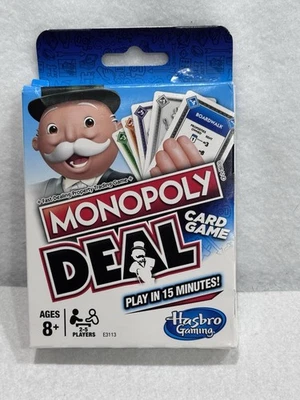 BOARDWALK
Fast Dealing Property Trading Game
MONOPOLY
DEAL
CARD
GAME
PLAY IN 15 MINUTES!
AGES
8+
2-5
PLAYERS
E3113
Hasbro
Gaming